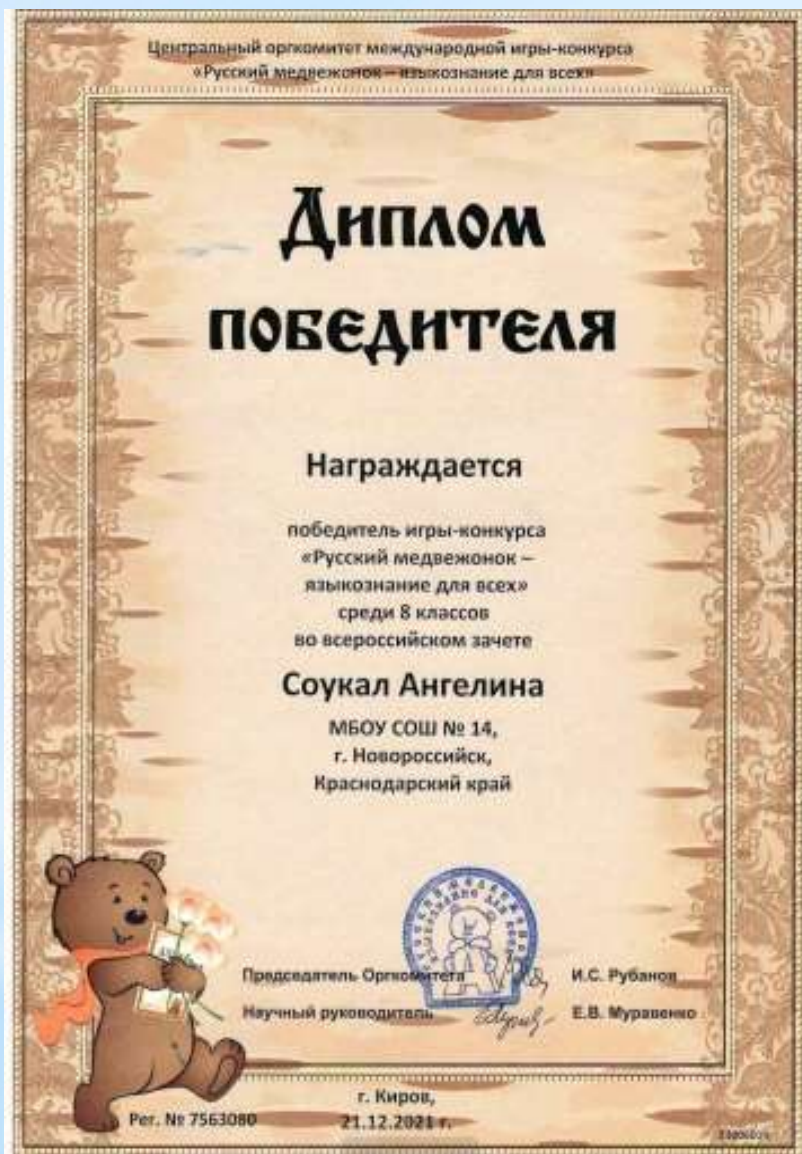 Центральный оргкомитет международной игры-конкурса
«Русский медвежонок – языкознание для всех»
Диплом
победителя
Награждается
победитель игры-конкурса
«Русский медвежонок –
языкознание для всех»
среди 8 классов
во всероссийском зачете
Соукал Ангелина
МБОУ СОШ № 14,
г. Новороссийск,
Краснодарский край
Председатель Оргкомитета И.С. Рубанов
Научный руководитель Е.В. Муравенко
г. Киров,
Рег. № 7563080 21.12.2021 г.